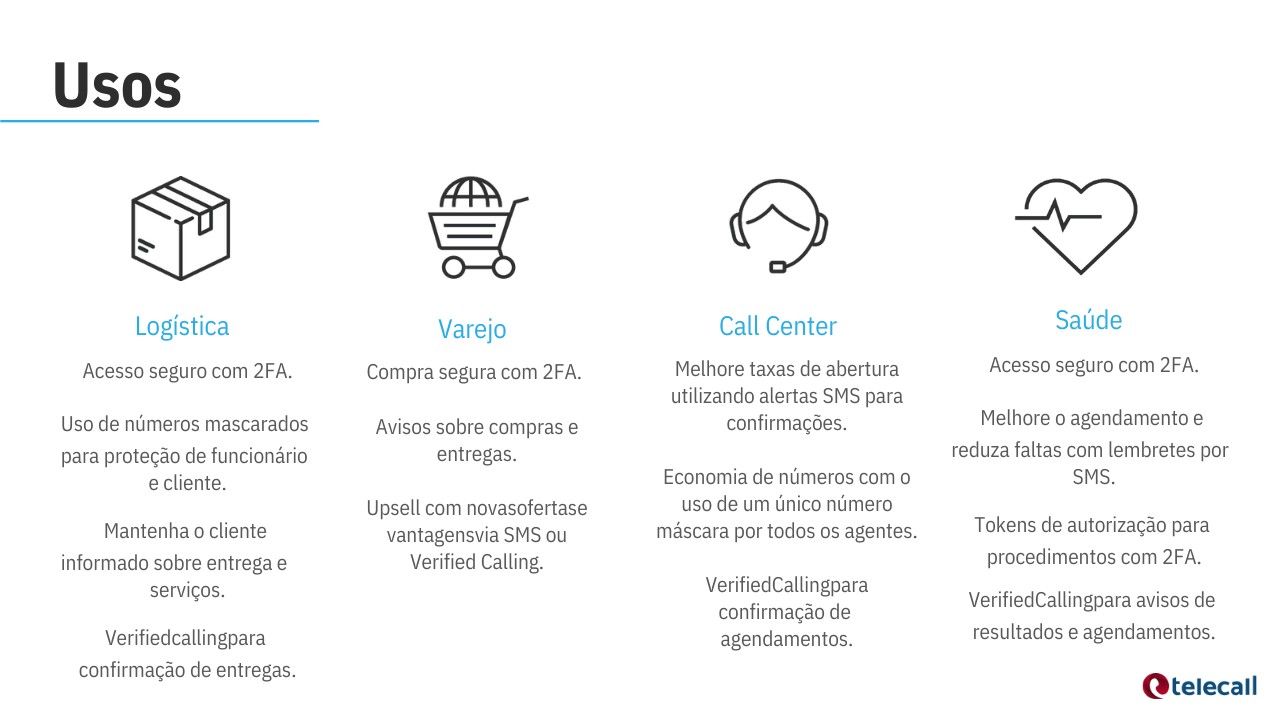 Usos
Logística
Acesso seguro com 2FA.
Uso de números mascarados
para proteção de funcionário
e cliente.
Mantenha o cliente
informado sobre entrega e
serviços.
Verifiedcallingpara
confirmação de entregas.
Varejo
Compra segura com 2FA.
Avisos sobre compras e
entregas.
Upsell com novasofertase
vantagensvia SMS ou
Verified Calling.
Call Center
Melhore taxas de abertura
utilizando alertas SMS para
confirmações.
Economia de números com o
uso de um único número
máscara por todos os agentes.
VerifiedCallingpara
confirmação de
agendamentos.
Saúde
Acesso seguro com 2FA.
Melhore o agendamento e
reduza faltas com lembretes por
SMS.
Tokens de autorização para
procedimentos com 2FA.
VerifiedCallingpara avisos de
resultados e agendamentos.
telecall